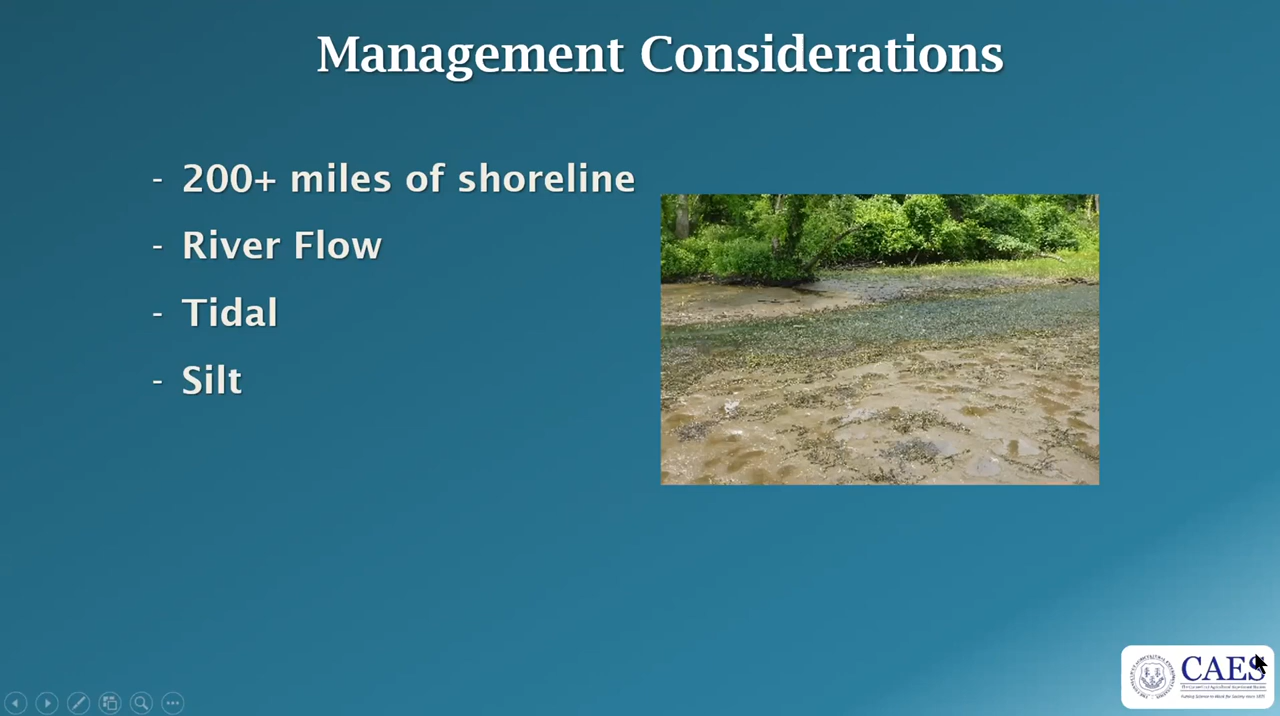 Management Considerations
- 200+ miles of shoreline
- River Flow
- Tidal
- Silt
CAES